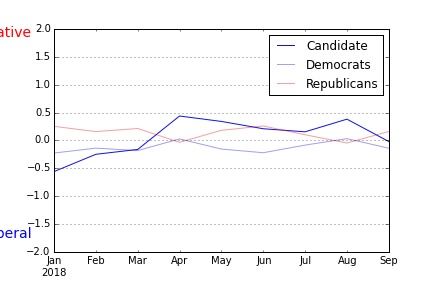 ative
2.0
1.5
1.0
0.5
0.0
−0.5
−1.0
−1.5
−2.0
beral
Candidate
Democrats
Republicans
Jan Feb Mar Apr May Jun Jul Aug Sep
2018